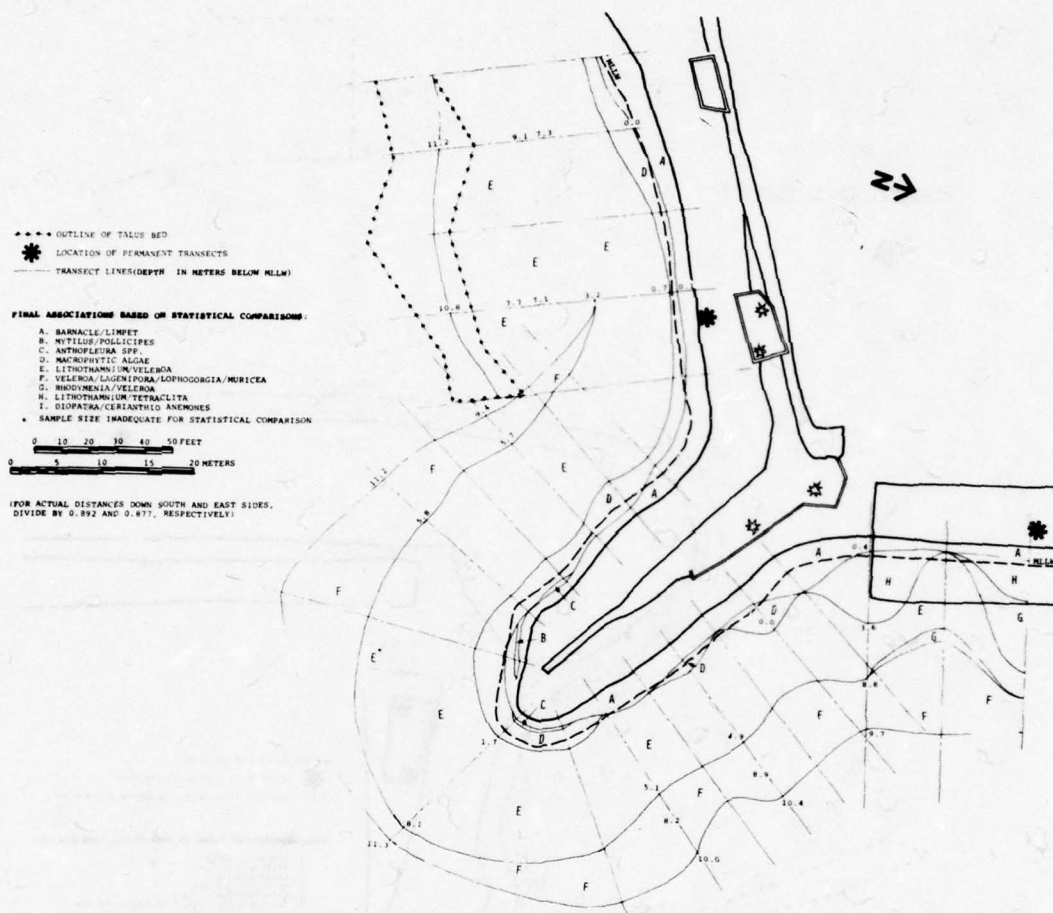 OUTLINE OF TALUS BED
LOCATION OF PERMANENT TRANSECTS
TRANSECT LINES(DEPTH IN METERS BELOW MLLW)
FINAL ASSOCIATIONS BASED ON STATISTICAL COMPARISONS:
A. BARNACLE/LIMPET
B. MYTILUS/POLLICIPES
C. ANTHOPLEURA SPP.
D. MACROPHYTIC ALGAE
E. LITHOTHAMNIUM/VELEROA
F. VELEROA/LAGENIPORA/LOPHOGORGIA/MURICEA
G. RHODYMENIA/VELEROA
H. LITHOTHAMNIUM/TETRACLITA
I. DIOPATRA/CERIANTHID ANEMONES
• SAMPLE SIZE INADEQUATE FOR STATISTICAL COMPARISON
0 10 20 30 40 50 FEET
0 5 10 15 20 METERS
(FOR ACTUAL DISTANCES DOWN SOUTH AND EAST SIDES,
DIVIDE BY 0.892 AND 0.877, RESPECTIVELY)
MLLW
N
11.2 9.1 7.3 0.0
A
D
E
E
E
10.8 7.7 7.1 3.2 0.7
E
F
F
E
11.2
5.8
D A
F
C
B
E
E
C
A
D
1.7
E
8.1
11.3
E
F
F
A 0.4 A
MLLW
H H
D E G
0.0 3.6 G
D
8.8
F F F
4.9 9.7
E
5.1 8.9
F 10.4
8.2
10.0